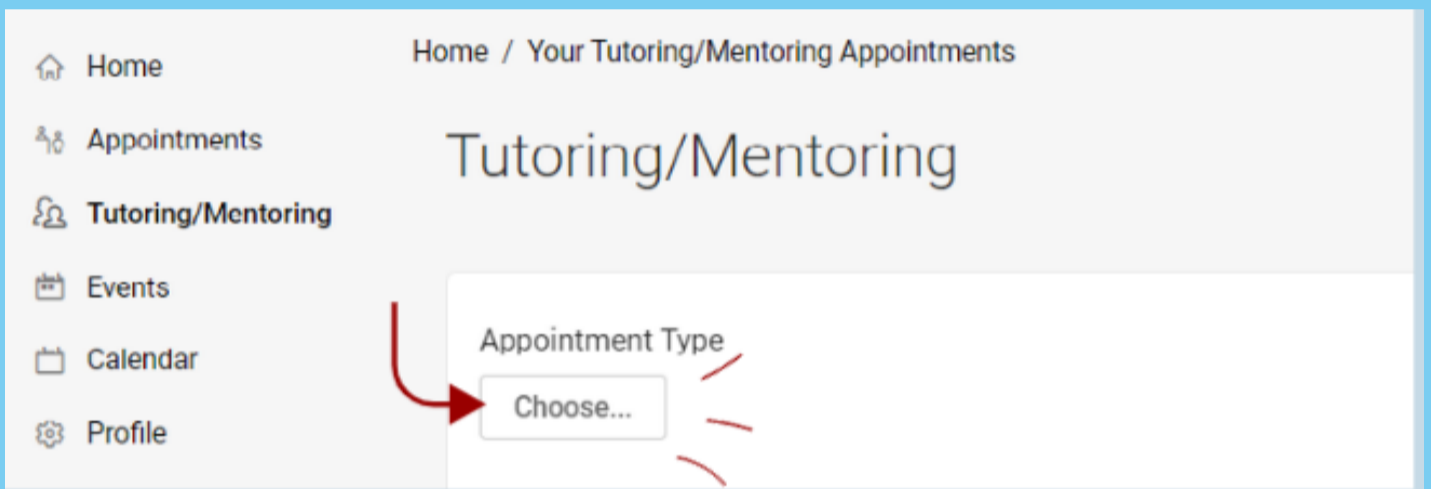 Home
Appointments
Tutoring/Mentoring
Events
Calendar
Profile
Home / Your Tutoring/Mentoring Appointments
Tutoring/Mentoring
Appointment Type
Choose...